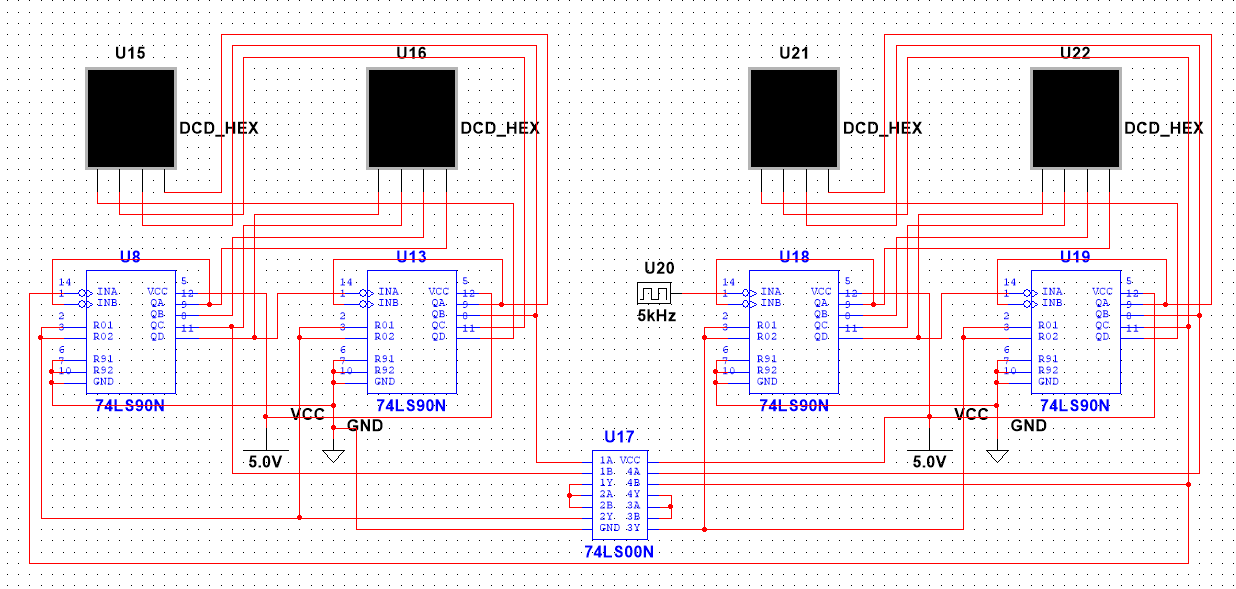 U15
U16
U21
U22
DCD_HEX
DCD_HEX
DCD_HEX
DCD_HEX
U8
U13
U20
U18
U19
5kHz
14 INA VCC 5
1 INB QA 12
QB 9
2 R01 QC 8
3 R02 QD 11
6 R91
7 R92
10 GND
74LS90N
14 INA VCC 5
1 INB QA 12
QB 9
2 R01 QC 8
3 R02 QD 11
6 R91
7 R92
10 GND
74LS90N
14 INA VCC 5
1 INB QA 12
QB 9
2 R01 QC 8
3 R02 QD 11
6 R91
7 R92
10 GND
74LS90N
14 INA VCC 5
1 INB QA 12
QB 9
2 R01 QC 8
3 R02 QD 11
6 R91
7 R92
10 GND
74LS90N
VCC
5.0V
GND
VCC
5.0V
GND
U17
1A VCC
1B 4A
1Y 4B
2A 4Y
2B 3A
2Y 3B
GND 3Y
74LS00N